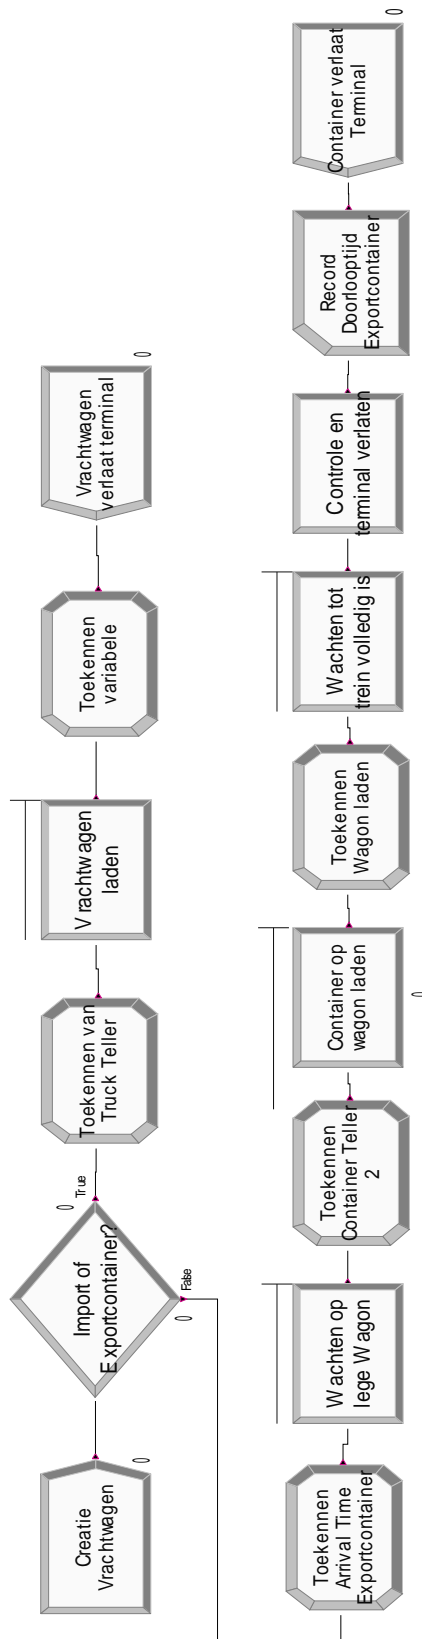 Creatie
Vrachtwagen
0
Import of
Exportcontainer?
0
True
0
False
Toekennen van
Truck Teller
Vrachtwagen
laden
Toekennen
variabele
Vrachtwagen
verlaat terminal
0
Toekennen
Arrival Time
Exportcontainer
Wachten op
lege Wagon
Toekennen
Container Teller
2
Container op
wagon laden
0
Toekennen
Wagon laden
Wachten tot
trein volledig is
Controle en
terminal verlaten
Record
Doorlooptijd
Exportcontainer
Container verlaat
Terminal
0